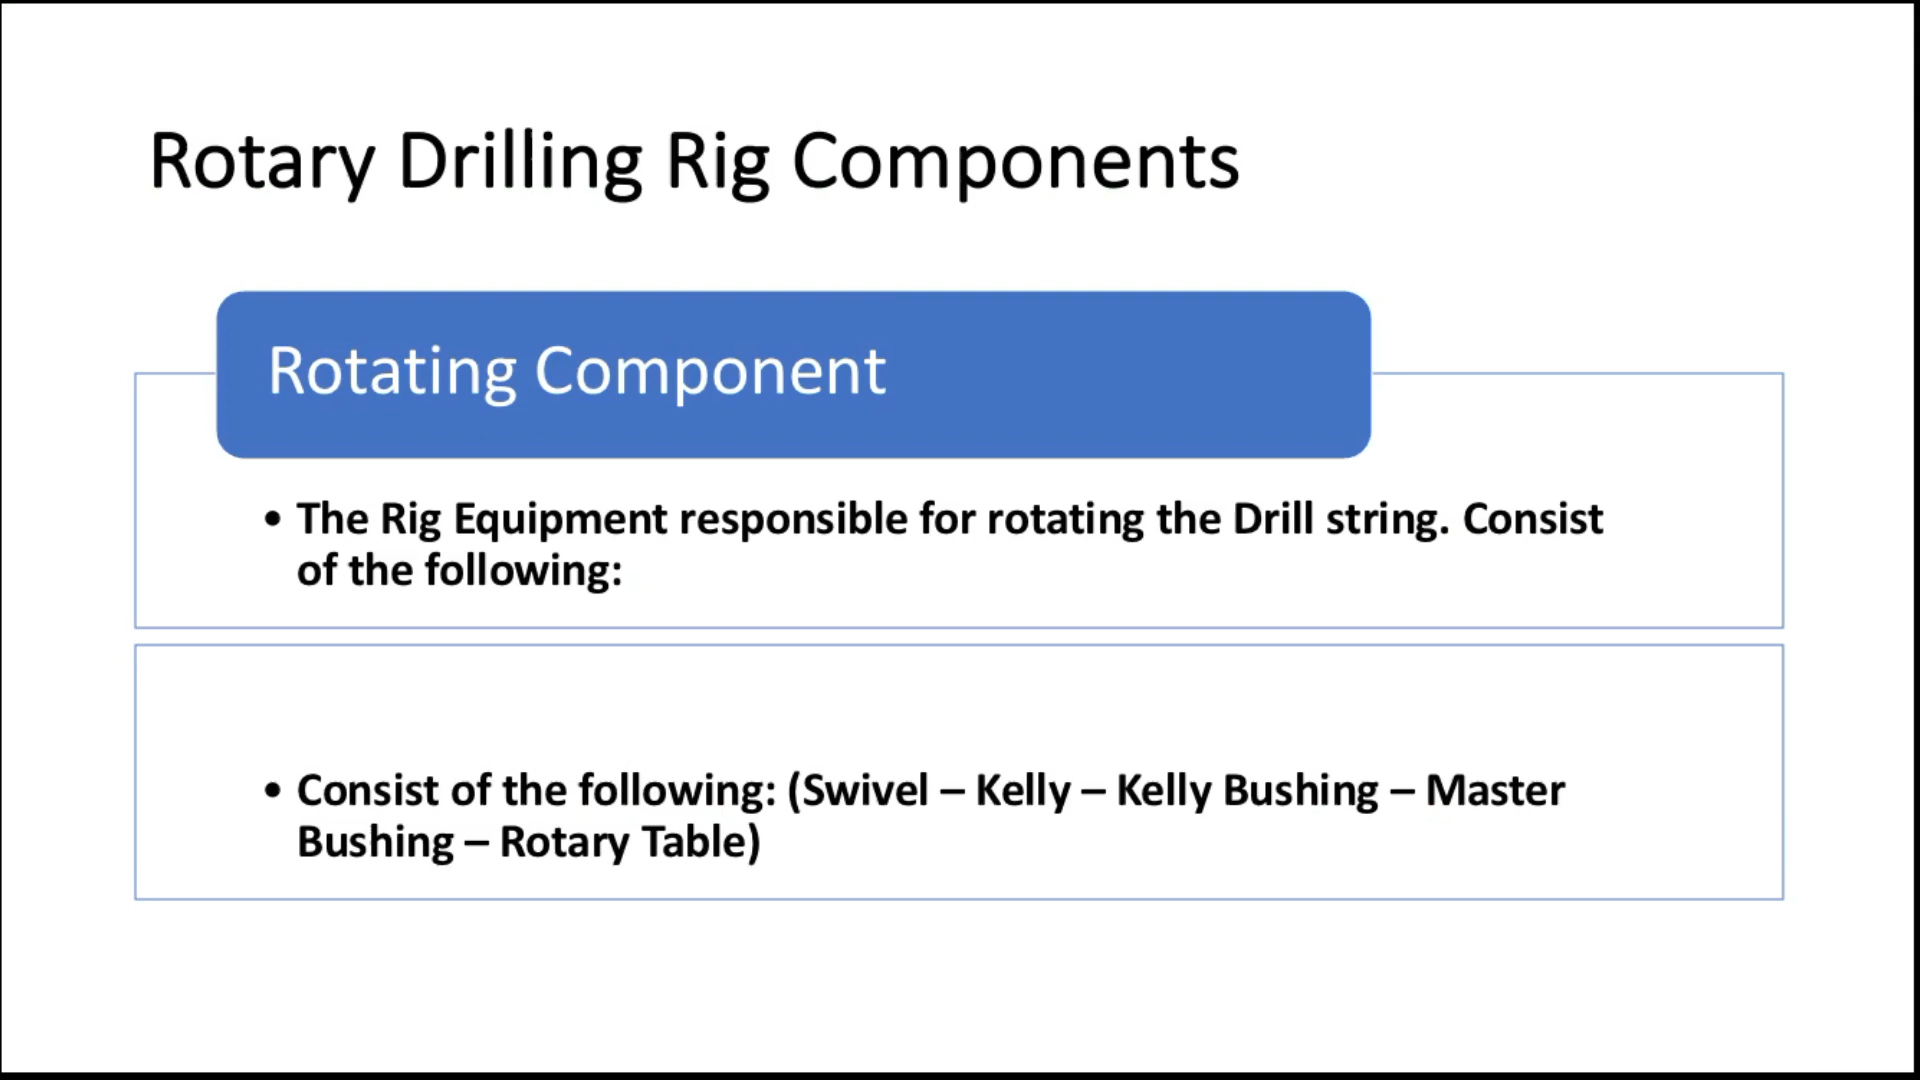 Rotary Drilling Rig Components
Rotating Component
• The Rig Equipment responsible for rotating the Drill string. Consist
of the following:
• Consist of the following: (Swivel – Kelly – Kelly Bushing – Master
Bushing – Rotary Table)